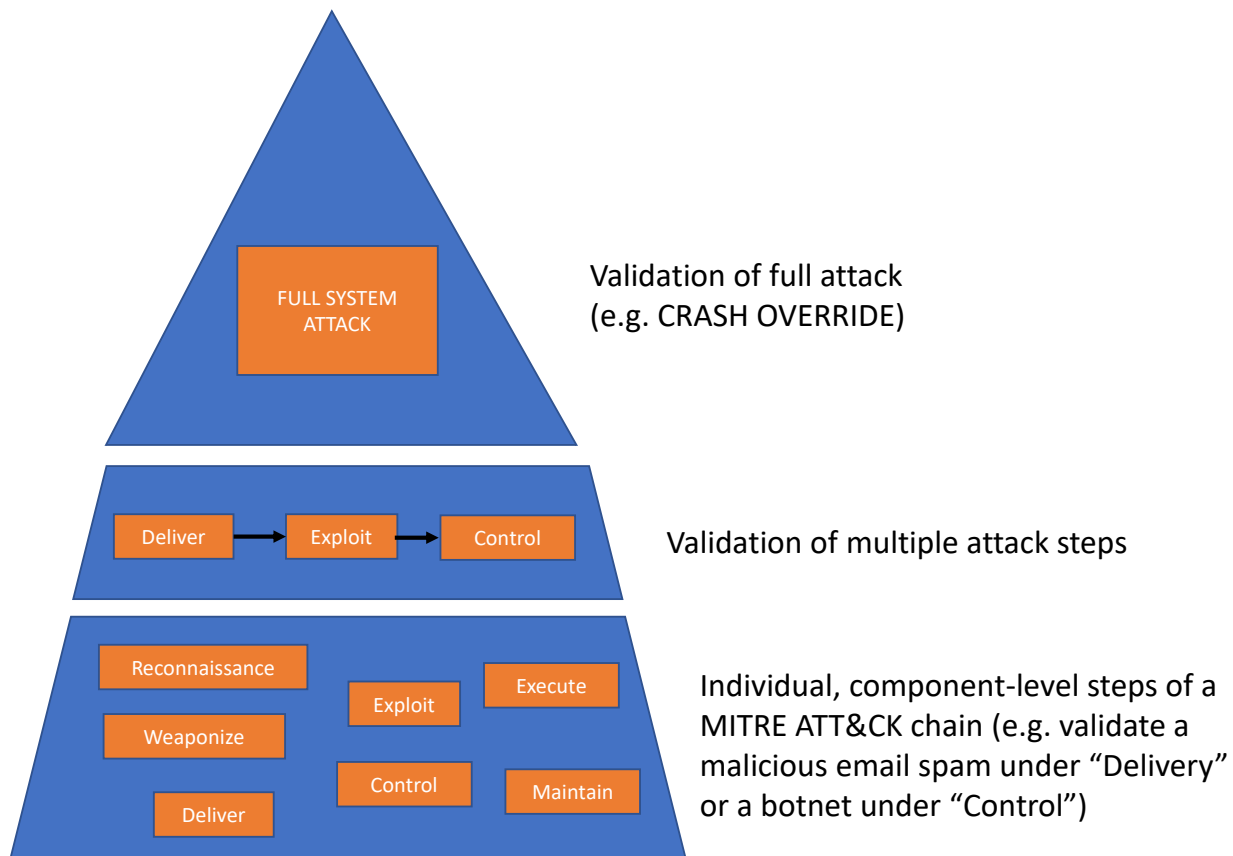 FULL SYSTEM
ATTACK
Validation of full attack
(e.g. CRASH OVERRIDE)
Deliver
Exploit
Control
Validation of multiple attack steps
Reconnaissance
Weaponize
Deliver
Exploit
Control
Execute
Maintain
Individual, component-level steps of a
MITRE ATT&CK chain (e.g. validate a
malicious email spam under “Delivery”
or a botnet under “Control”)